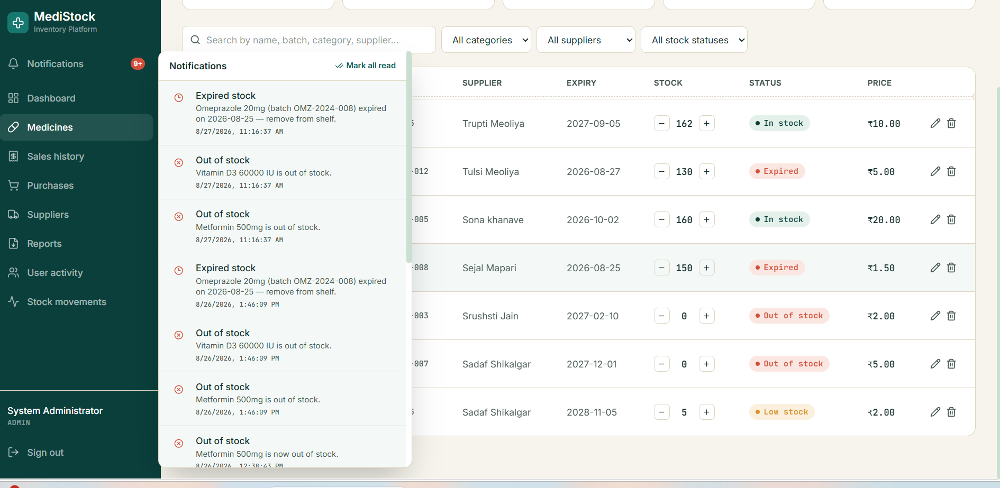 MediStock
Inventory Platform
Notifications
9+
Dashboard
Medicines
Sales history
Purchases
Suppliers
Reports
User activity
Stock movements
System Administrator
ADMIN
Sign out
Search by name, batch, category, supplier...
All categories
All suppliers
All stock statuses
Notifications
Mark all read
Expired stock
Omeprazole 20mg (batch OMZ-2024-008) expired
on 2026-08-25 — remove from shelf.
8/27/2026, 11:16:37 AM
Out of stock
Vitamin D3 60000 IU is out of stock.
8/27/2026, 11:16:37 AM
Out of stock
Metformin 500mg is out of stock.
8/27/2026, 11:16:37 AM
Expired stock
Omeprazole 20mg (batch OMZ-2024-008) expired
on 2026-08-25 — remove from shelf.
8/26/2026, 1:46:09 PM
Out of stock
Vitamin D3 60000 IU is out of stock.
8/26/2026, 1:46:09 PM
Out of stock
Metformin 500mg is out of stock.
8/26/2026, 1:46:09 PM
Out of stock
Metformin 500mg is now out of stock.
8/26/2026, 12:38:43 PM
SUPPLIER EXPIRY STOCK STATUS PRICE
Trupti Meoliya 2027-09-05 − 162 + In stock ₹10.00
-012 Tulsi Meoliya 2026-08-27 − 130 + Expired ₹5.00
-005 Sona khanave 2026-10-02 − 160 + In stock ₹20.00
-008 Sejal Mapari 2026-08-25 − 150 + Expired ₹1.50
-003 Srushsti Jain 2027-02-10 − 0 + Out of stock ₹2.00
-007 Sadaf Shikalgar 2027-12-01 − 0 + Out of stock ₹5.00
Sadaf Shikalgar 2028-11-05 − 5 + Low stock ₹2.00